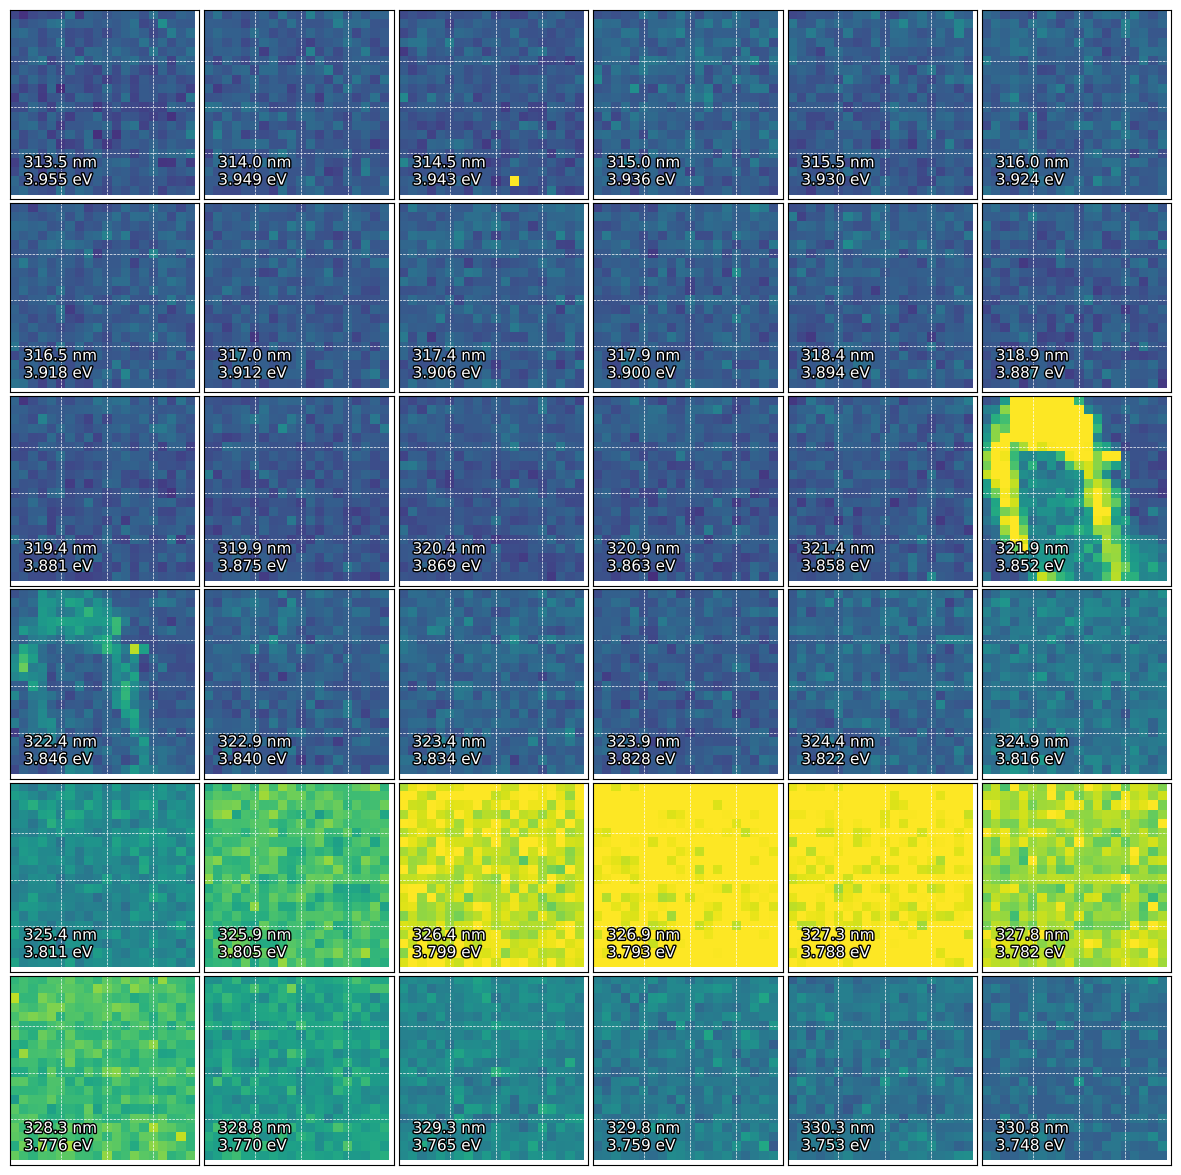 313.5 nm
3.955 eV
314.0 nm
3.949 eV
314.5 nm
3.943 eV
315.0 nm
3.936 eV
315.5 nm
3.930 eV
316.0 nm
3.924 eV
316.5 nm
3.918 eV
317.0 nm
3.912 eV
317.4 nm
3.906 eV
317.9 nm
3.900 eV
318.4 nm
3.894 eV
318.9 nm
3.887 eV
319.4 nm
3.881 eV
319.9 nm
3.875 eV
320.4 nm
3.869 eV
320.9 nm
3.863 eV
321.4 nm
3.858 eV
321.9 nm
3.852 eV
322.4 nm
3.846 eV
322.9 nm
3.840 eV
323.4 nm
3.834 eV
323.9 nm
3.828 eV
324.4 nm
3.822 eV
324.9 nm
3.816 eV
325.4 nm
3.811 eV
325.9 nm
3.805 eV
326.4 nm
3.799 eV
326.9 nm
3.793 eV
327.3 nm
3.788 eV
327.8 nm
3.782 eV
328.3 nm
3.776 eV
328.8 nm
3.770 eV
329.3 nm
3.765 eV
329.8 nm
3.759 eV
330.3 nm
3.753 eV
330.8 nm
3.748 eV